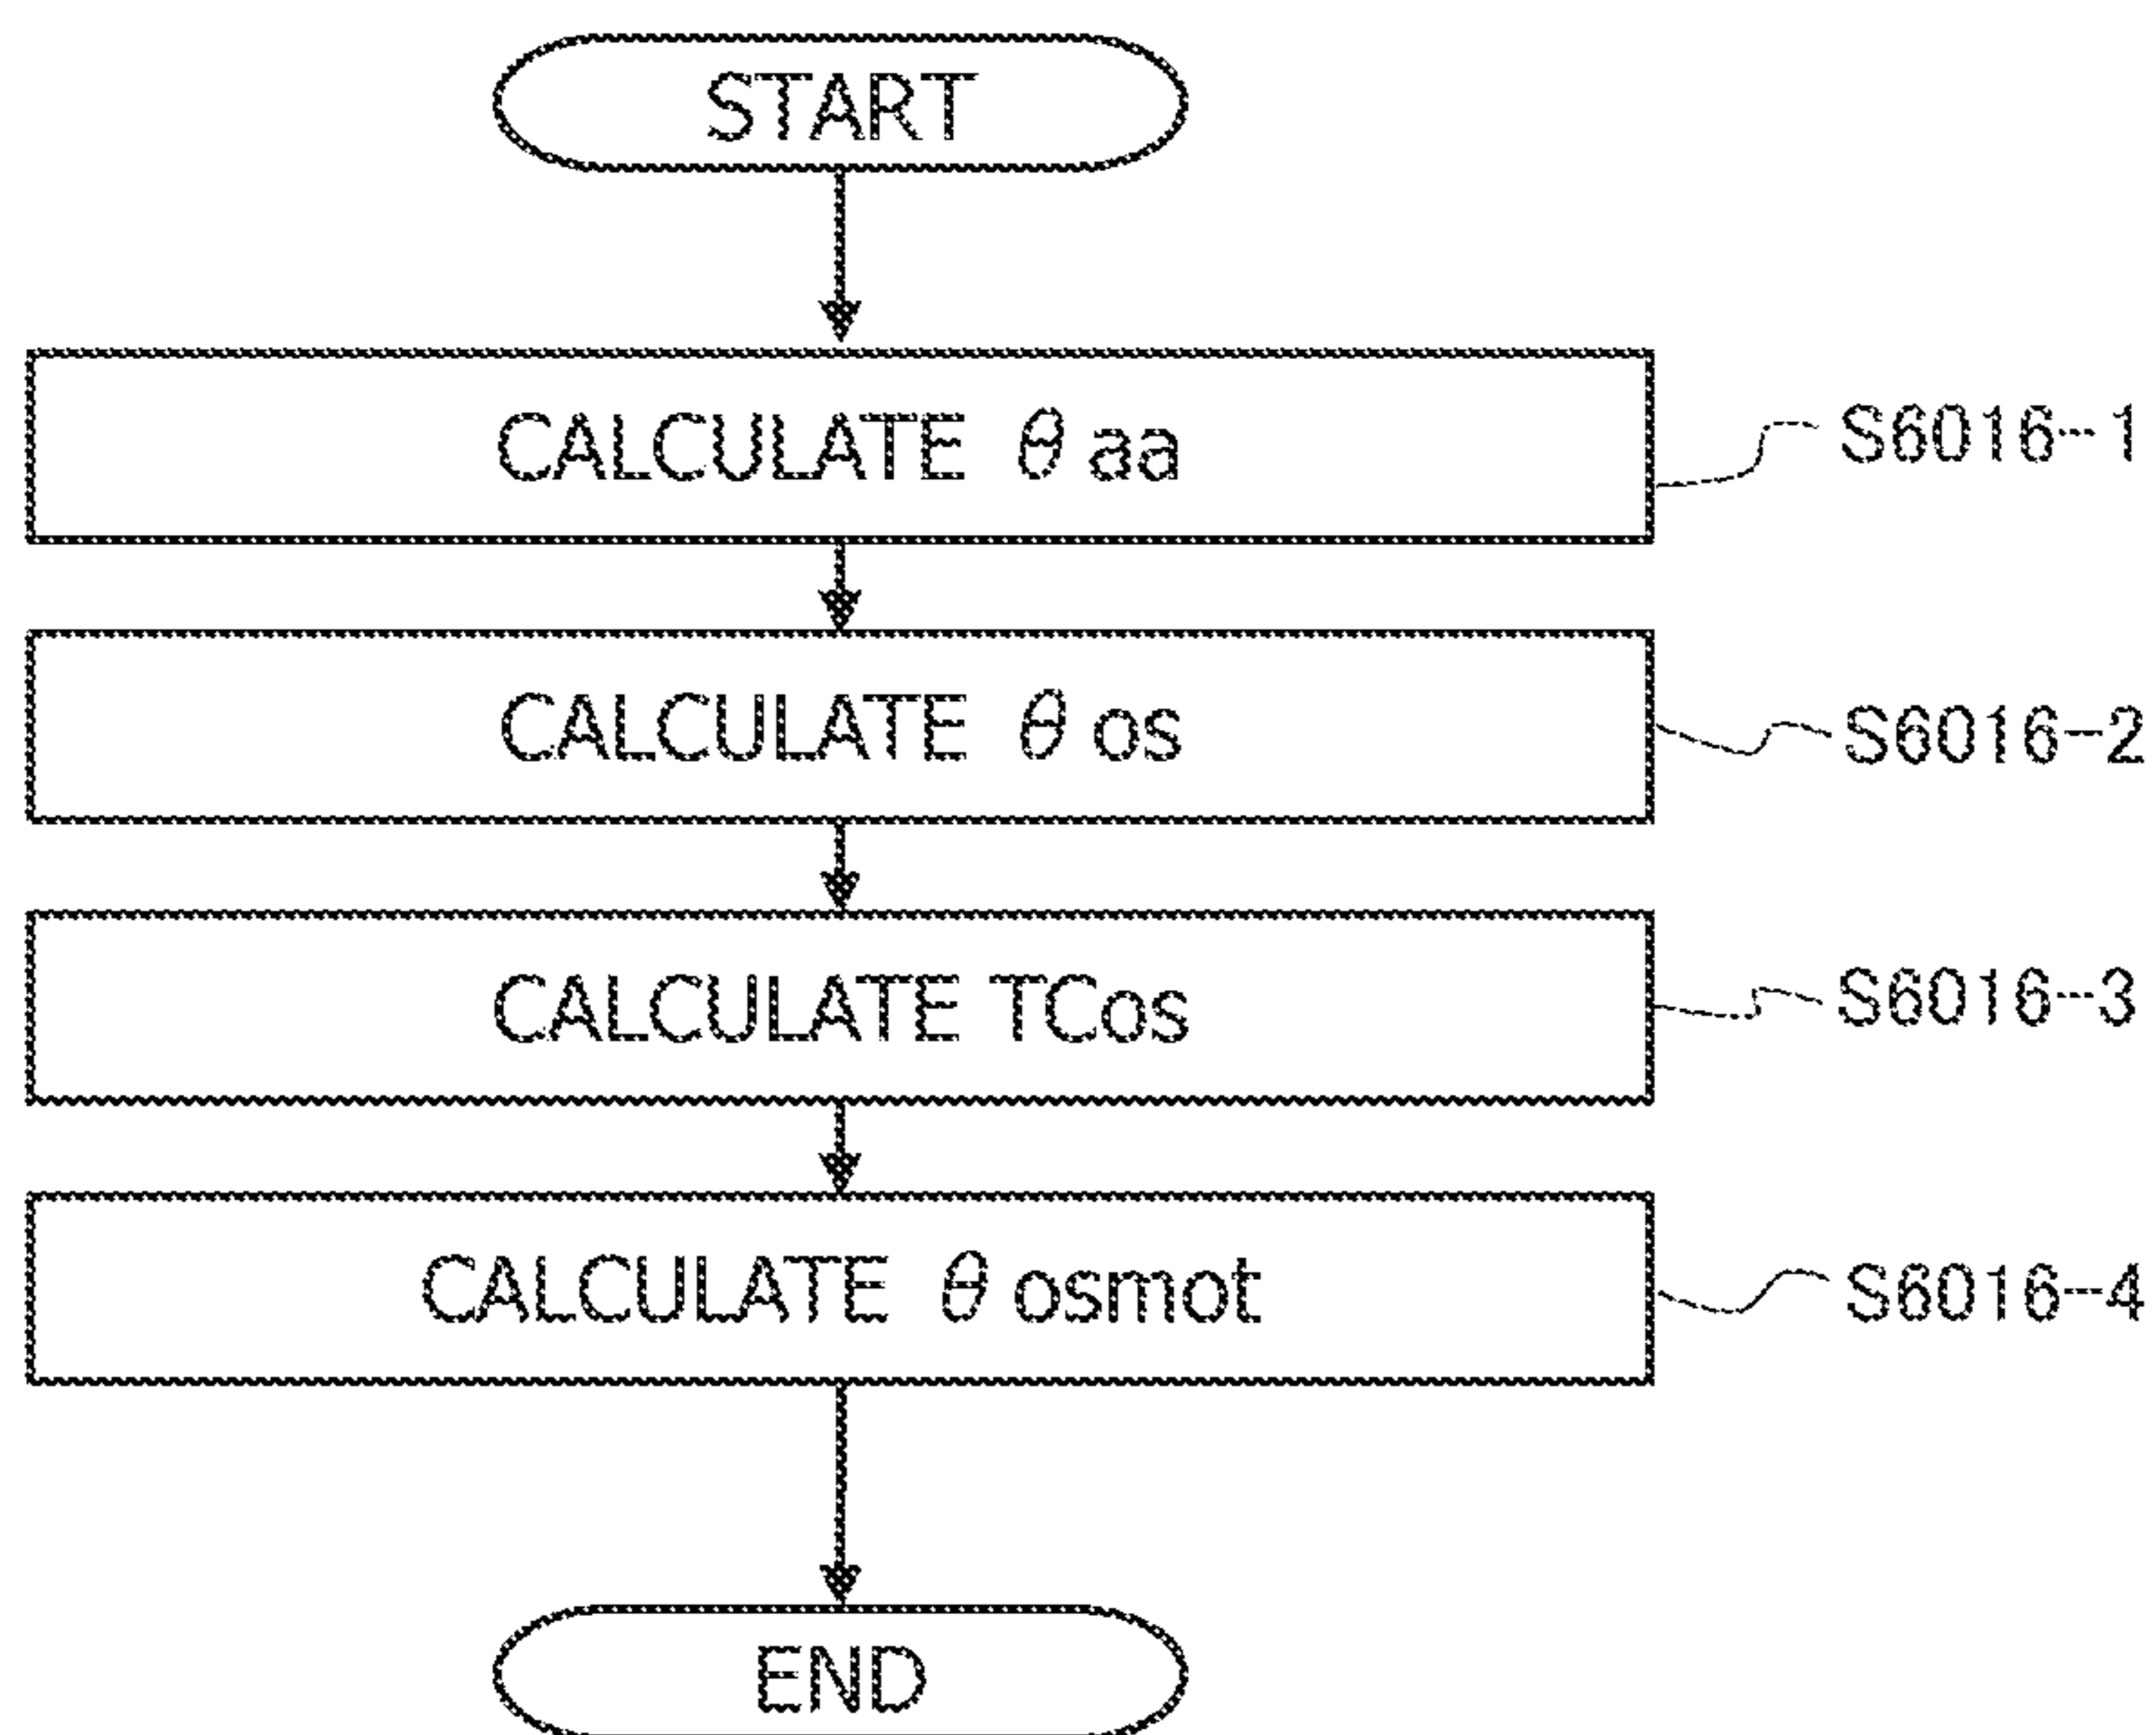 START
CALCULATE θaa
S6016-1
CALCULATE θos
S6016-2
CALCULATE TCos
S6016-3
CALCULATE θosmot
S6016-4
END